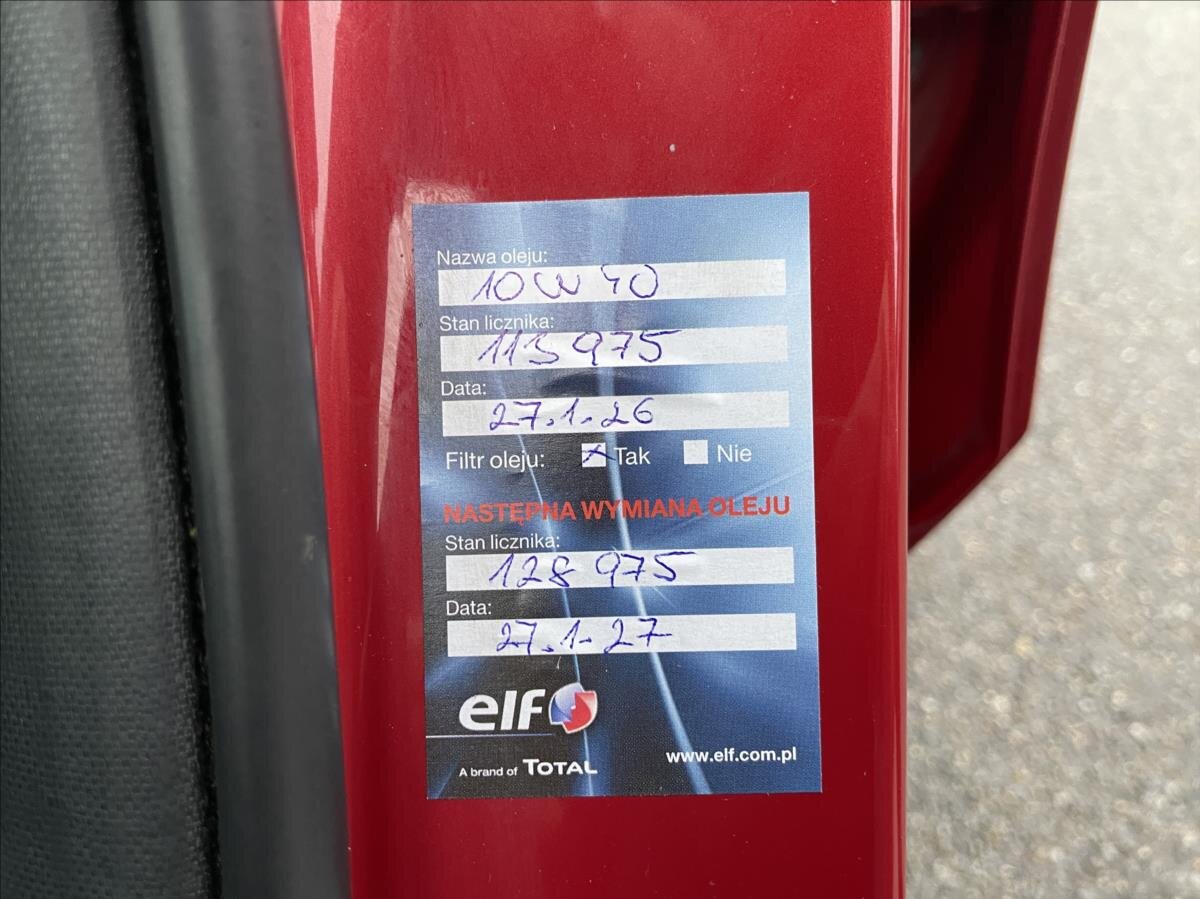 Nazwa oleju:
10W40
Stan licznika:
113 975
Data:
27.1.26
Filtr oleju: Tak Nie
NASTĘPNA WYMIANA OLEJU
Stan licznika:
128 975
Data:
27.1.27
elf
A brand of TOTAL
www.elf.com.pl